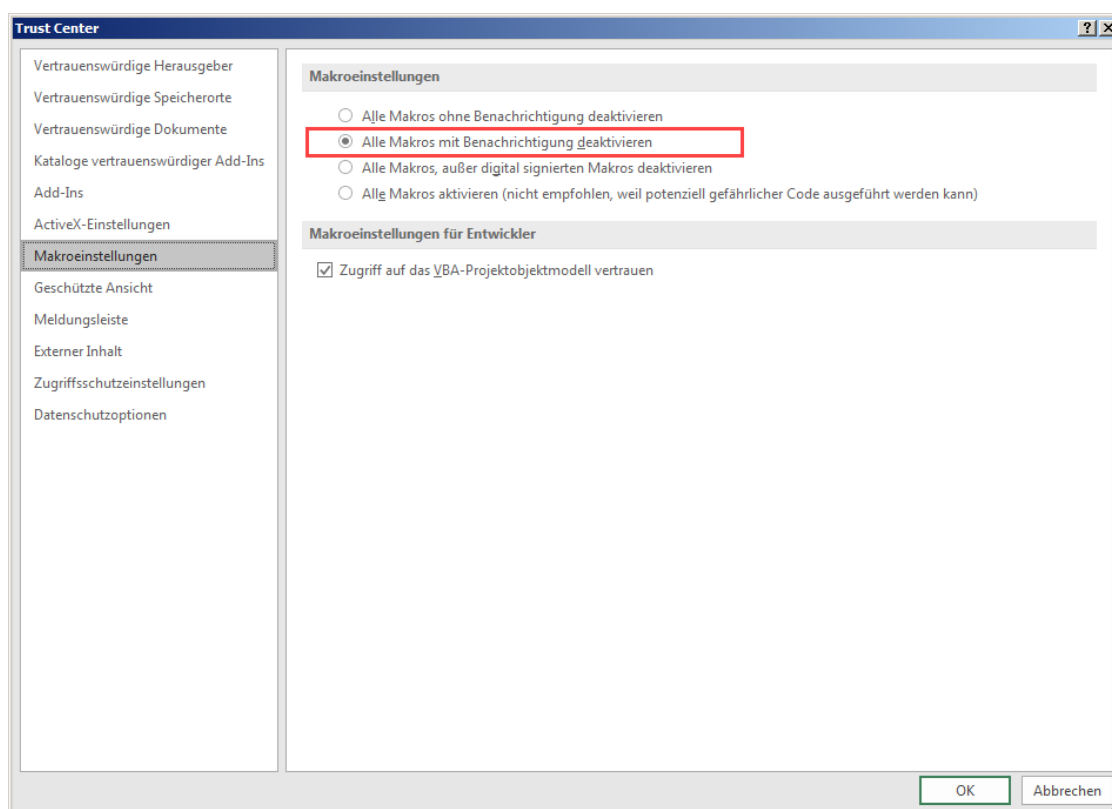 Trust Center
Vertrauenswürdige Herausgeber
Vertrauenswürdige Speicherorte
Vertrauenswürdige Dokumente
Kataloge vertrauenswürdiger Add-Ins
Add-Ins
ActiveX-Einstellungen
Makroeinstellungen
Geschützte Ansicht
Meldungsleiste
Externer Inhalt
Zugriffsschutzeinstellungen
Datenschutzoptionen
Makroeinstellungen
Alle Makros ohne Benachrichtigung deaktivieren
Alle Makros mit Benachrichtigung deaktivieren
Alle Makros, außer digital signierten Makros deaktivieren
Alle Makros aktivieren (nicht empfohlen, weil potenziell gefährlicher Code ausgeführt werden kann)
Makroeinstellungen für Entwickler
Zugriff auf das VBA-Projektobjektmodell vertrauen
OK
Abbrechen